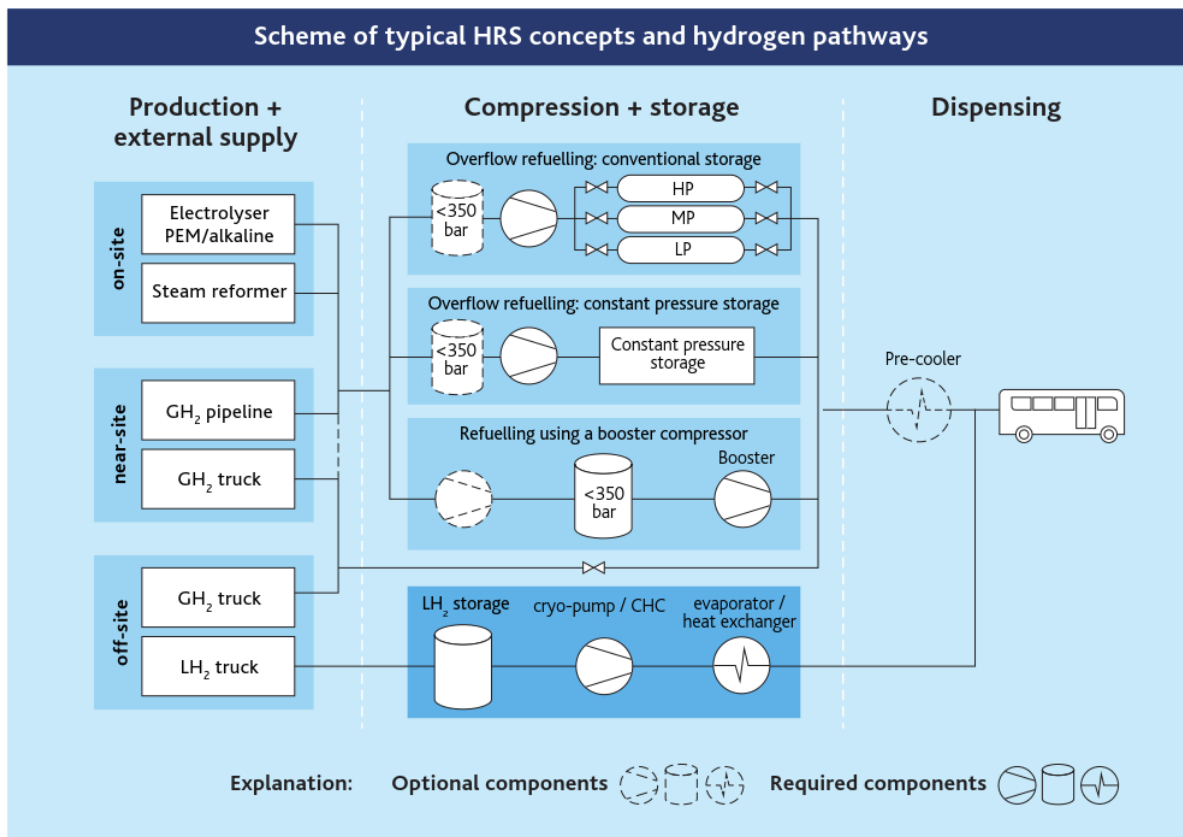 Scheme of typical HRS concepts and hydrogen pathways
Production +
external supply
Compression + storage
Dispensing
on-site
Electrolyser
PEM/alkaline
Steam reformer
near-site
GH₂ pipeline
GH₂ truck
off-site
GH₂ truck
LH₂ truck
Overflow refuelling: conventional storage
<350
bar
HP
MP
LP
Overflow refuelling: constant pressure storage
<350
bar
Constant pressure
storage
Refuelling using a booster compressor
<350
bar
Booster
LH₂ storage
cryo-pump / CHC
evaporator /
heat exchanger
Pre-cooler
Explanation:
Optional components
Required components